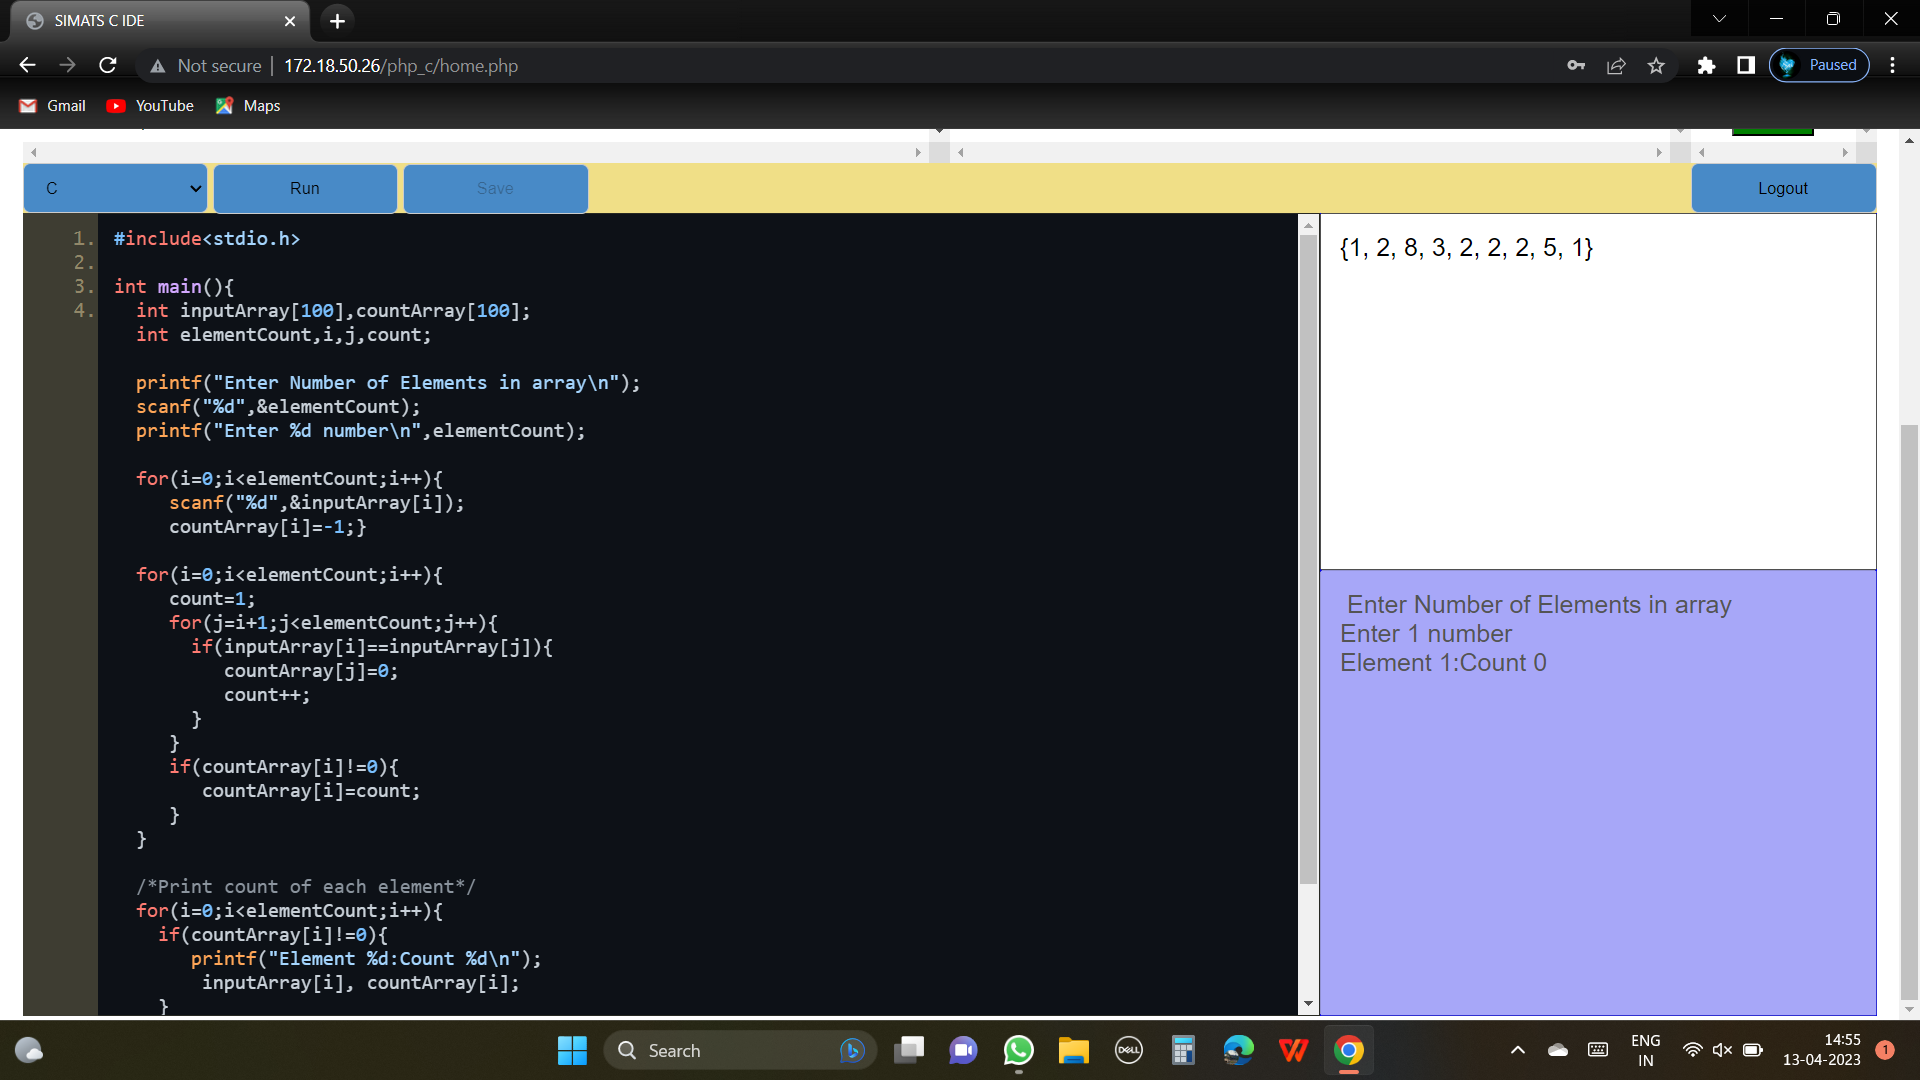 SIMATS C IDE
Not secure
172.18.50.26/php_c/home.php
Paused
Gmail
YouTube
Maps
C
Run
Save
Logout
1. #include<stdio.h>
2.
3. int main(){
4. int inputArray[100],countArray[100];
int elementCount,i,j,count;
printf("Enter Number of Elements in array\n");
scanf("%d",&elementCount);
printf("Enter %d number\n",elementCount);
for(i=0;i<elementCount;i++){
scanf("%d",&inputArray[i]);
countArray[i]=-1;}
for(i=0;i<elementCount;i++){
count=1;
for(j=i+1;j<elementCount;j++){
if(inputArray[i]==inputArray[j]){
countArray[j]=0;
count++;
}
}
if(countArray[i]!=0){
countArray[i]=count;
}
}
/*Print count of each element*/
for(i=0;i<elementCount;i++){
if(countArray[i]!=0){
printf("Element %d:Count %d\n");
inputArray[i], countArray[i];
}
{1, 2, 8, 3, 2, 2, 2, 5, 1}
Enter Number of Elements in array
Enter 1 number
Element 1:Count 0
Search
DELL
ENG
IN
14:55
13-04-2023
1